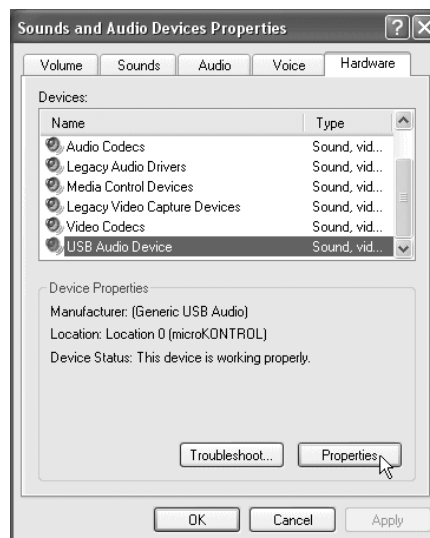 Sounds and Audio Devices Properties
Volume Sounds Audio Voice Hardware
Devices:
Name Type
Audio Codecs Sound, vid...
Legacy Audio Drivers Sound, vid...
Media Control Devices Sound, vid...
Legacy Video Capture Devices Sound, vid...
Video Codecs Sound, vid...
USB Audio Device Sound, vid...
Device Properties
Manufacturer: (Generic USB Audio)
Location: Location 0 (microKONTROL)
Device Status: This device is working properly.
Troubleshoot... Properties
OK Cancel Apply